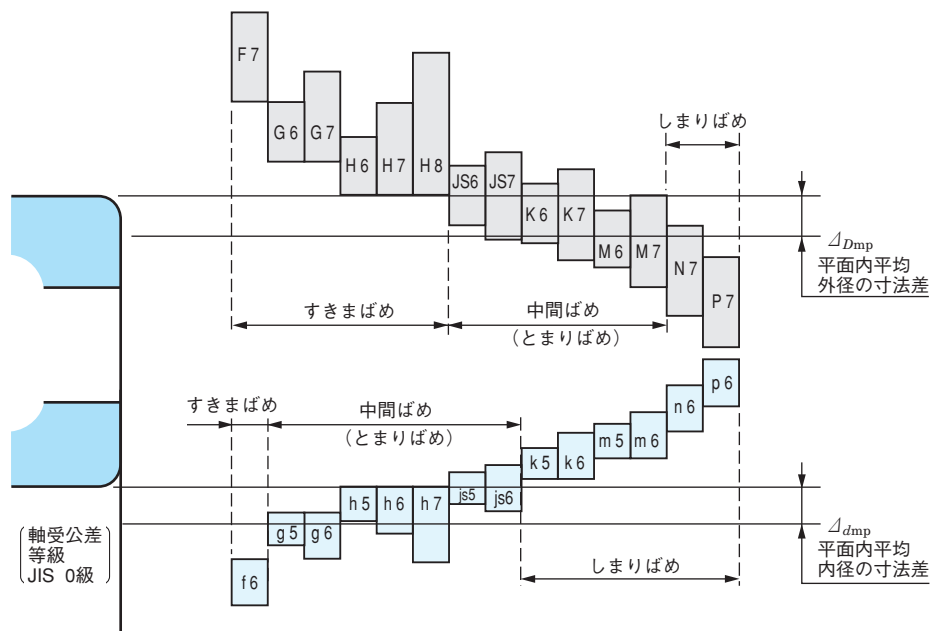 F7
G6
G7
H6
H7
H8
JS6
JS7
K6
K7
M6
M7
N7
P7
しまりばめ
すきまばめ
中間ばめ
(とまりばめ)
ΔDmp
平面内平均
外径の寸法差
すきまばめ
中間ばめ
(とまりばめ)
f6
g5
g6
h5
h6
h7
js5
js6
k5
k6
m5
m6
n6
p6
しまりばめ
Δdmp
平面内平均
内径の寸法差
軸受公差
等級
JIS 0級